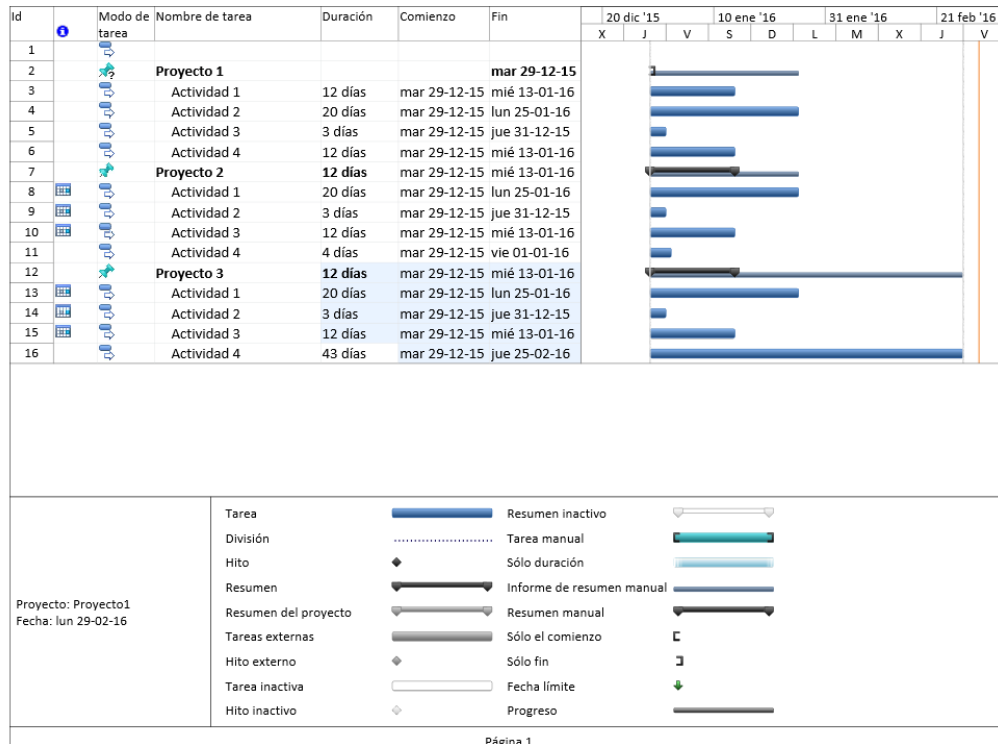 Id Modo de tarea Nombre de tarea Duración Comienzo Fin 20 dic '15 10 ene '16 31 ene '16 21 feb '16
X J V S D L M X J V
1
2 Proyecto 1 mar 29-12-15
3 Actividad 1 12 días mar 29-12-15 mié 13-01-16
4 Actividad 2 20 días mar 29-12-15 lun 25-01-16
5 Actividad 3 3 días mar 29-12-15 jue 31-12-15
6 Actividad 4 12 días mar 29-12-15 mié 13-01-16
7 Proyecto 2 12 días mar 29-12-15 mié 13-01-16
8 Actividad 1 20 días mar 29-12-15 lun 25-01-16
9 Actividad 2 3 días mar 29-12-15 jue 31-12-15
10 Actividad 3 12 días mar 29-12-15 mié 13-01-16
11 Actividad 4 4 días mar 29-12-15 vie 01-01-16
12 Proyecto 3 12 días mar 29-12-15 mié 13-01-16
13 Actividad 1 20 días mar 29-12-15 lun 25-01-16
14 Actividad 2 3 días mar 29-12-15 jue 31-12-15
15 Actividad 3 12 días mar 29-12-15 mié 13-01-16
16 Actividad 4 43 días mar 29-12-15 jue 25-02-16
Proyecto: Proyecto1
Fecha: lun 29-02-16
Tarea
División
Hito
Resumen
Resumen del proyecto
Tareas externas
Hito externo
Tarea inactiva
Hito inactivo
Resumen inactivo
Tarea manual
Sólo duración
Informe de resumen manual
Resumen manual
Sólo el comienzo
Sólo fin
Fecha límite
Progreso
Página 1